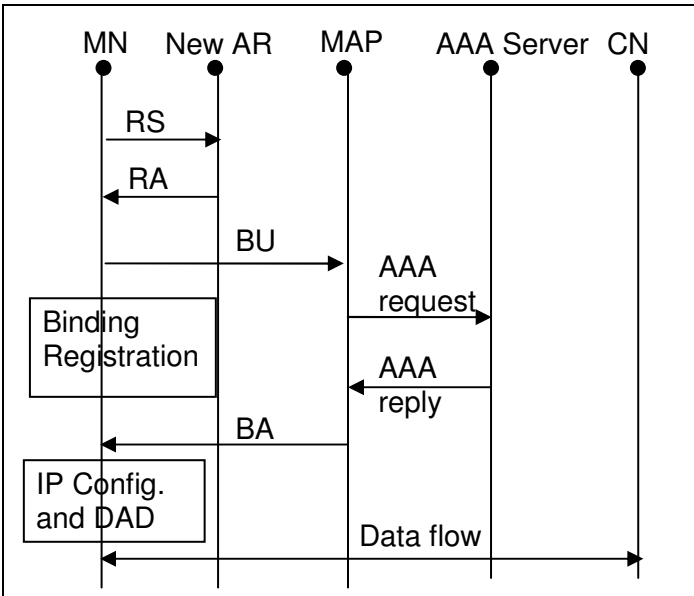 MN New AR MAP AAA Server CN
RS
RA
BU
AAA
request
Binding
Registration
AAA
reply
BA
IP Config.
and DAD
Data flow